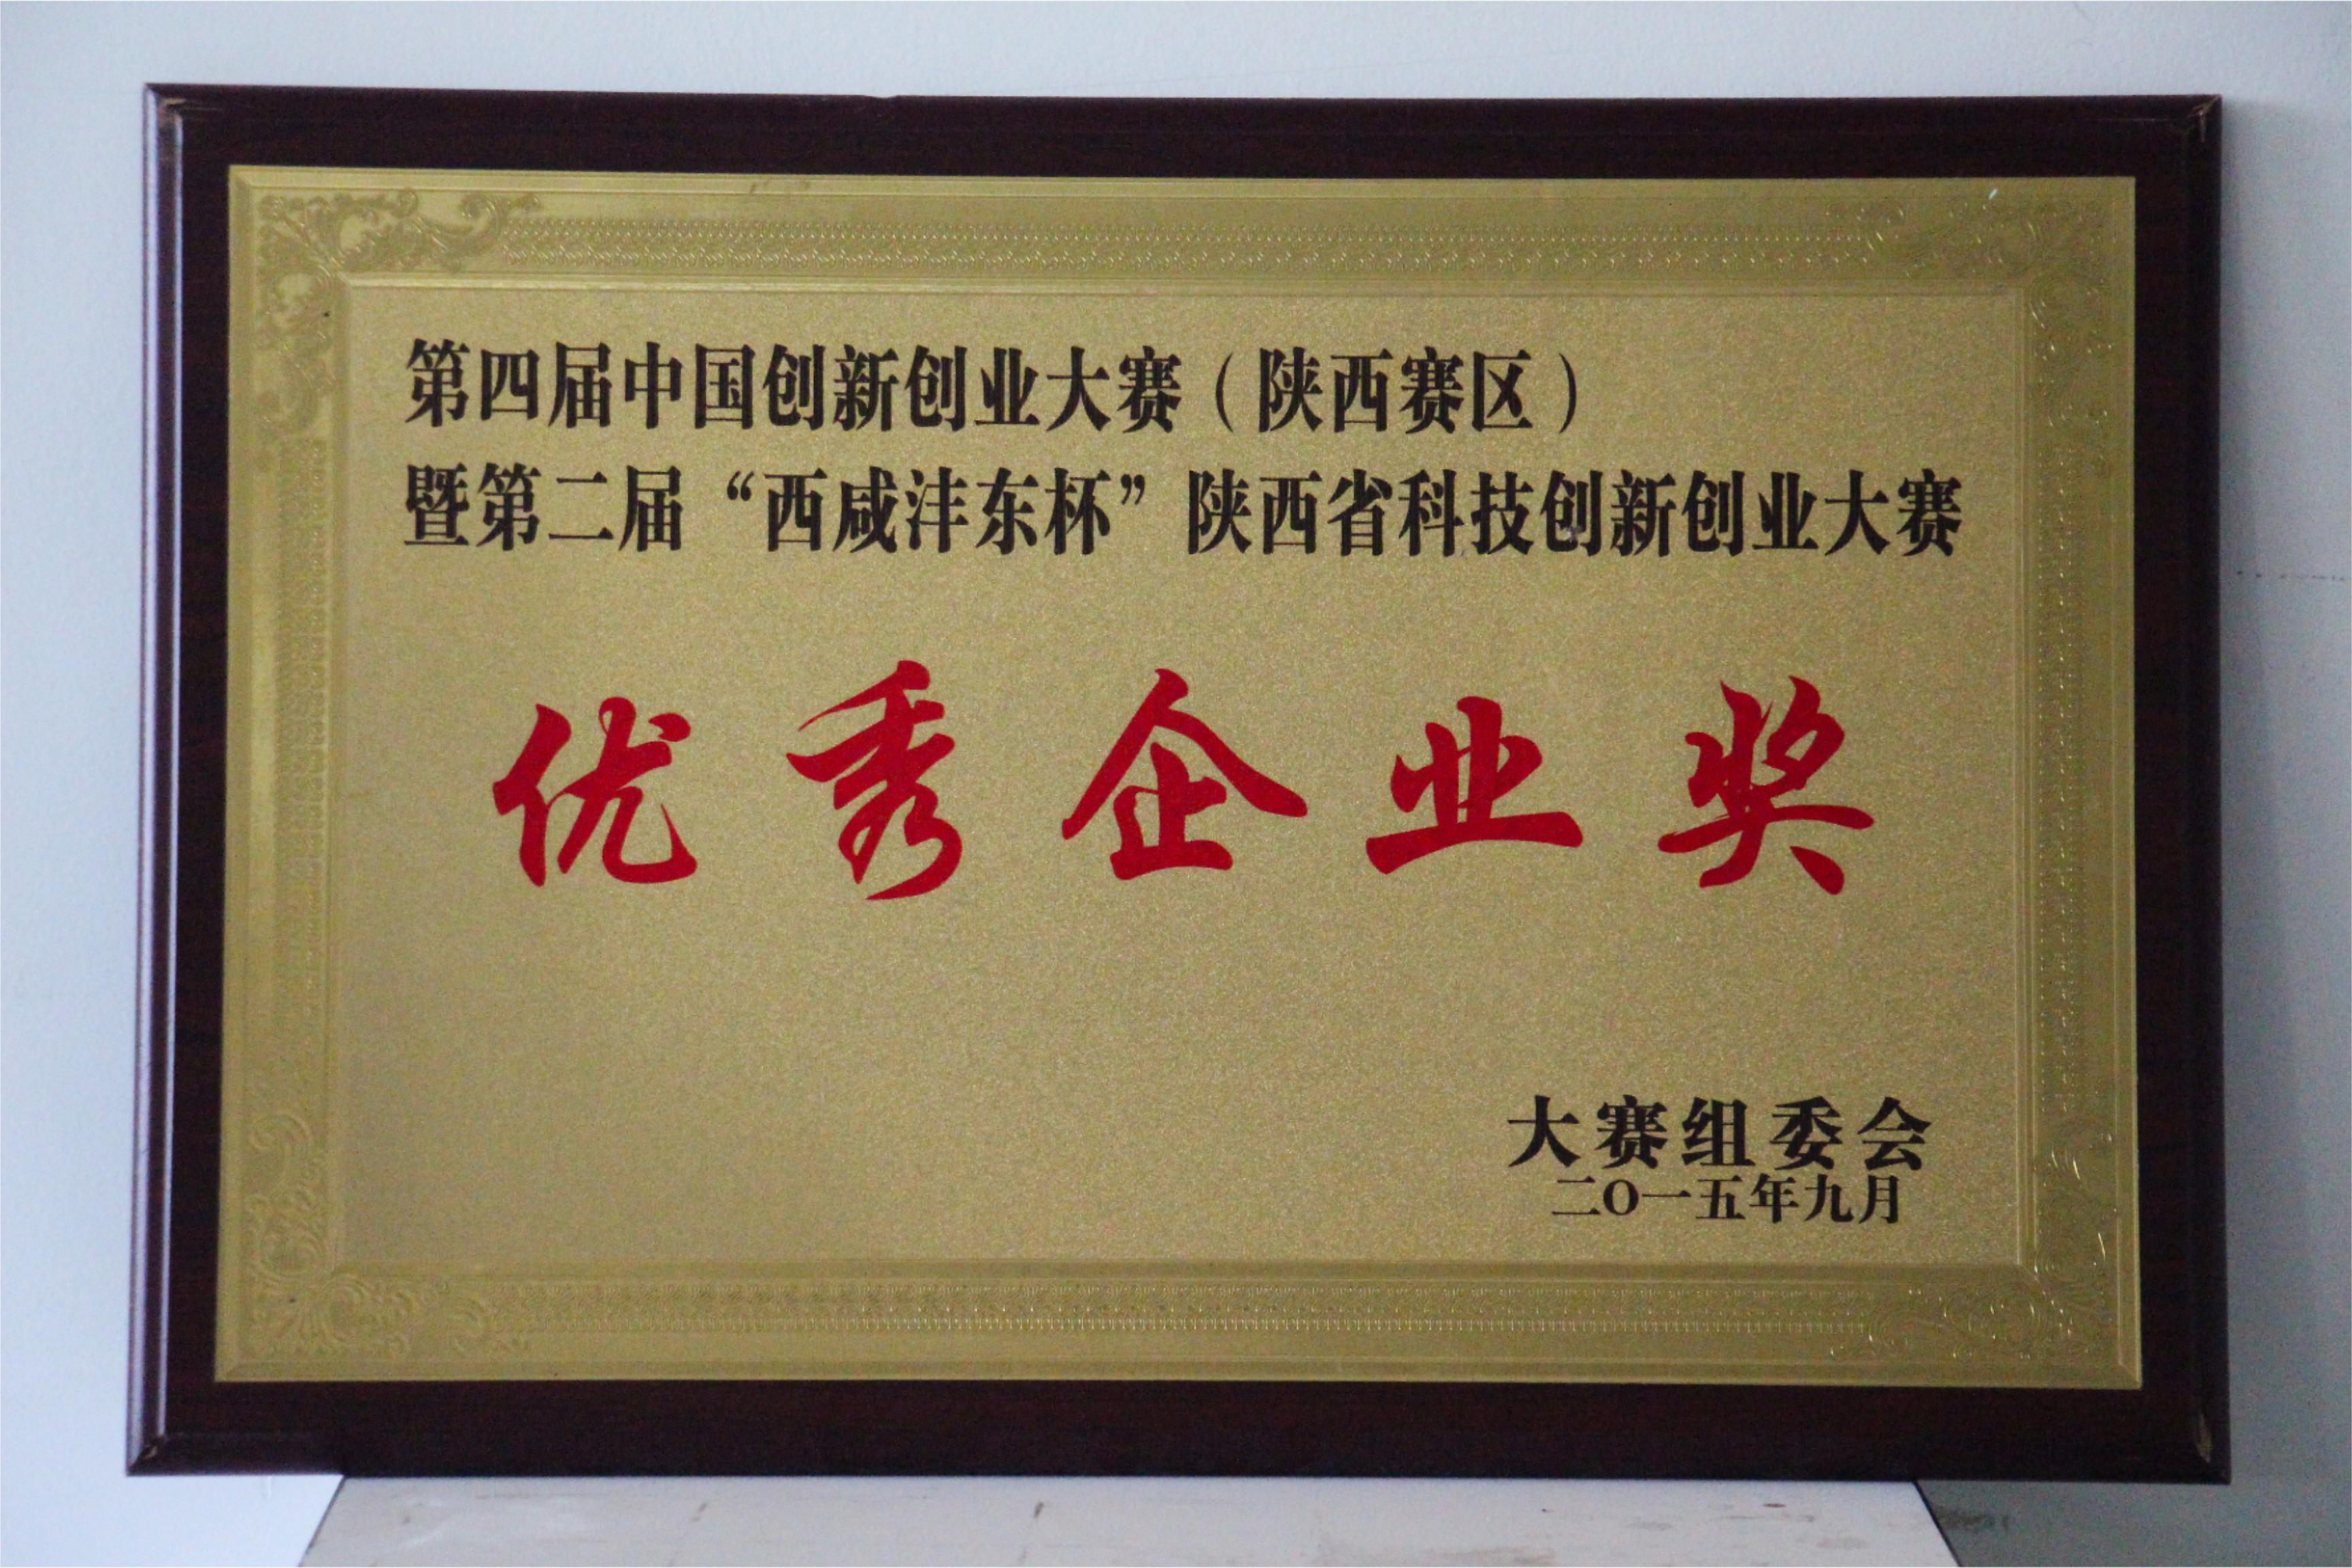 第四届中国创新创业大赛（陕西赛区）
暨第二届“西咸沣东杯”陕西省科技创新创业大赛
优秀企业奖
大赛组委会
二〇一五年九月